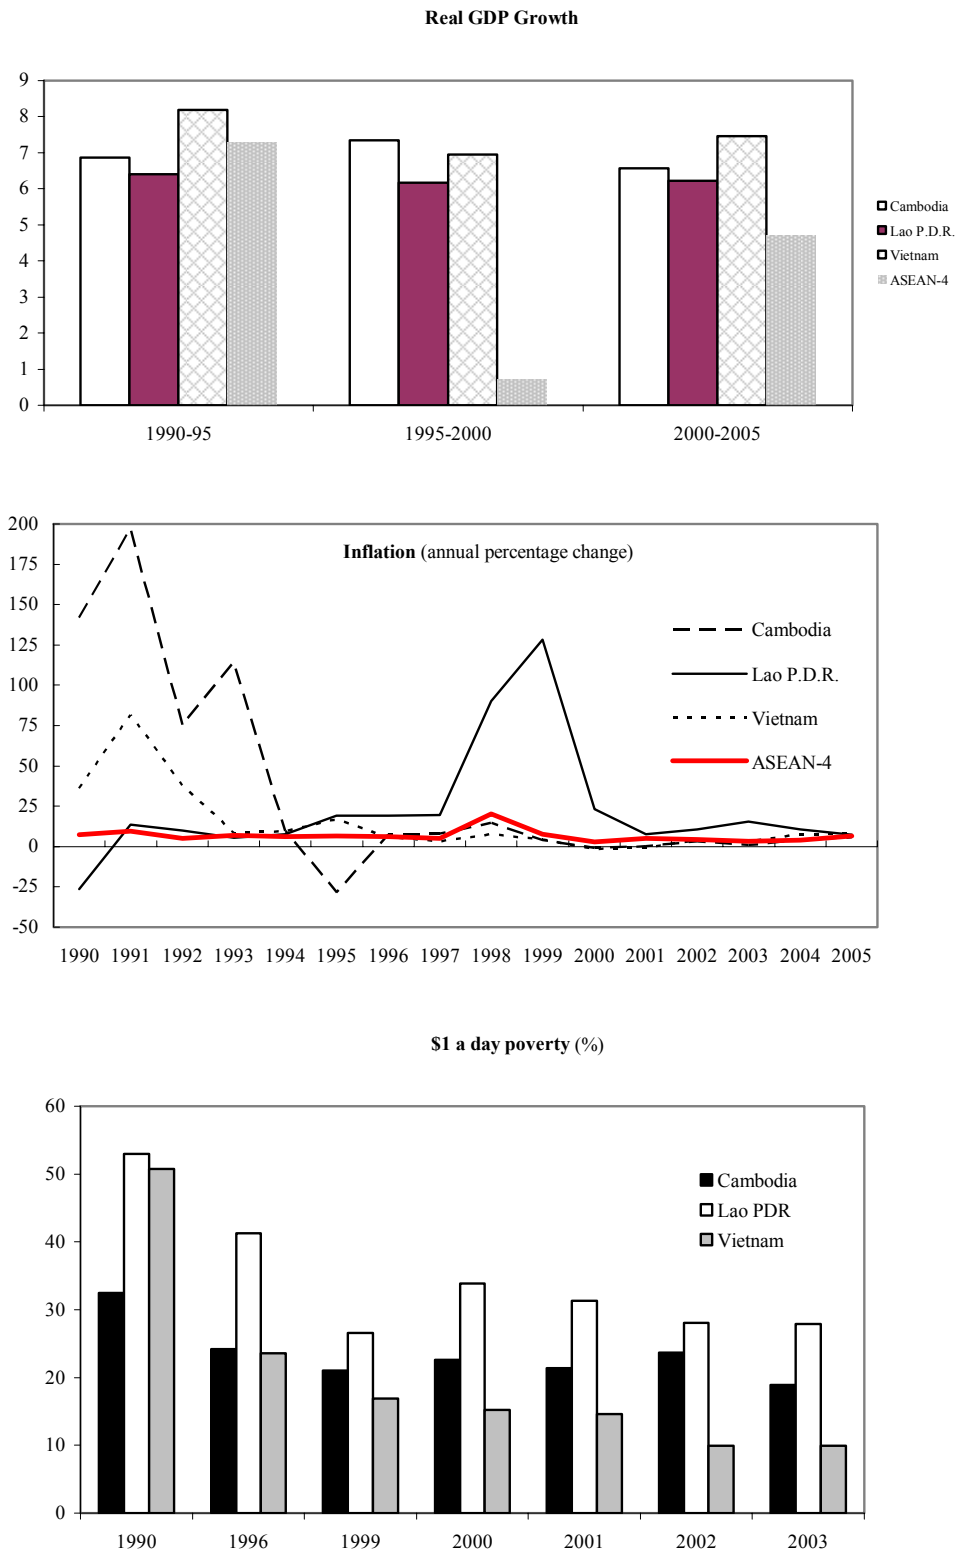 Real GDP Growth
9
8
7
6
5
4
3
2
1
0
1990-95 1995-2000 2000-2005
Cambodia
Lao P.D.R.
Vietnam
ASEAN-4
Inflation (annual percentage change)
200
175
150
125
100
75
50
25
0
-25
-50
Cambodia
Lao P.D.R.
Vietnam
ASEAN-4
1990 1991 1992 1993 1994 1995 1996 1997 1998 1999 2000 2001 2002 2003 2004 2005
$1 a day poverty (%)
60
50
40
30
20
10
0
Cambodia
Lao PDR
Vietnam
1990 1996 1999 2000 2001 2002 2003